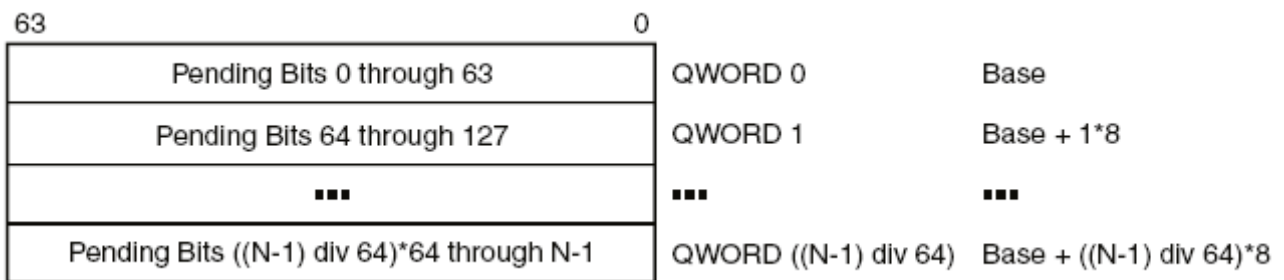 63 0
Pending Bits 0 through 63 QWORD 0 Base
Pending Bits 64 through 127 QWORD 1 Base + 1*8
... ... ...
Pending Bits ((N-1) div 64)*64 through N-1 QWORD ((N-1) div 64) Base + ((N-1) div 64)*8